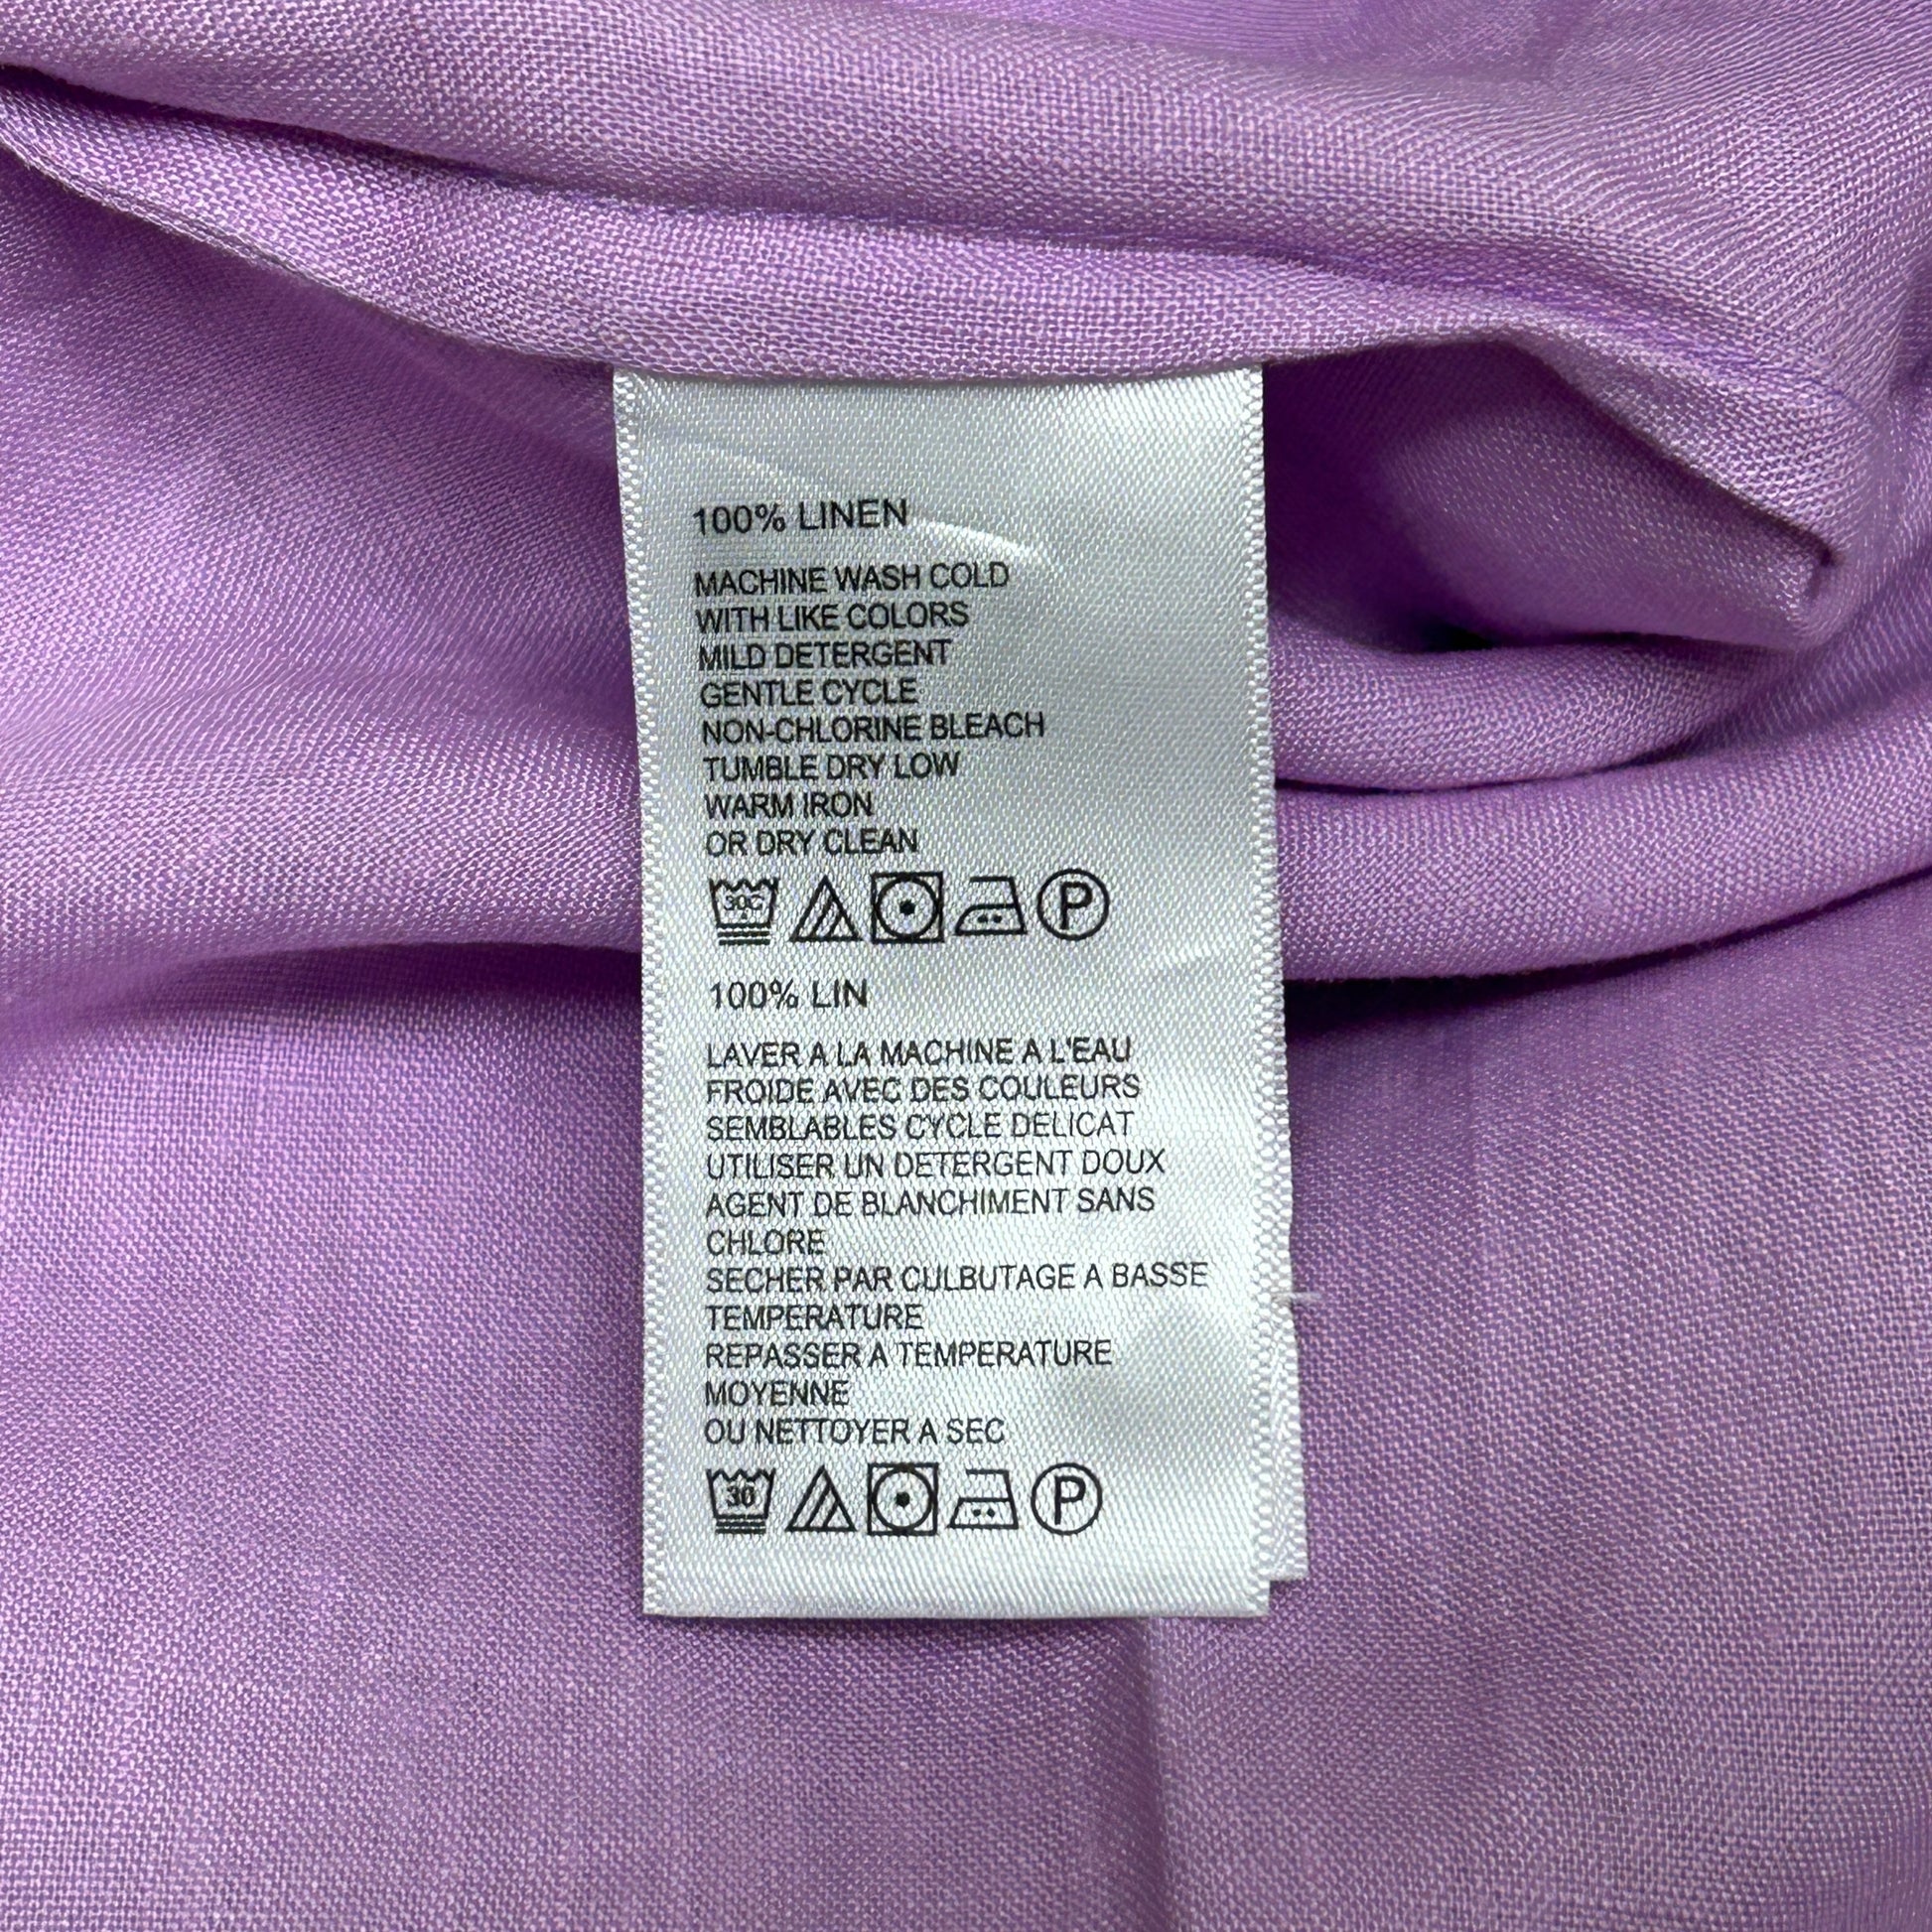 100% LINEN
MACHINE WASH COLD
WITH LIKE COLORS
MILD DETERGENT
GENTLE CYCLE
NON-CHLORINE BLEACH
TUMBLE DRY LOW
WARM IRON
OR DRY CLEAN
30C P
100% LIN
LAVER A LA MACHINE A L'EAU
FROIDE AVEC DES COULEURS
SEMBLABLES CYCLE DELICAT
UTILISER UN DETERGENT DOUX
AGENT DE BLANCHIMENT SANS
CHLORE
SECHER PAR CULBUTAGE A BASSE
TEMPERATURE
REPASSER A TEMPERATURE
MOYENNE
OU NETTOYER A SEC
30 P